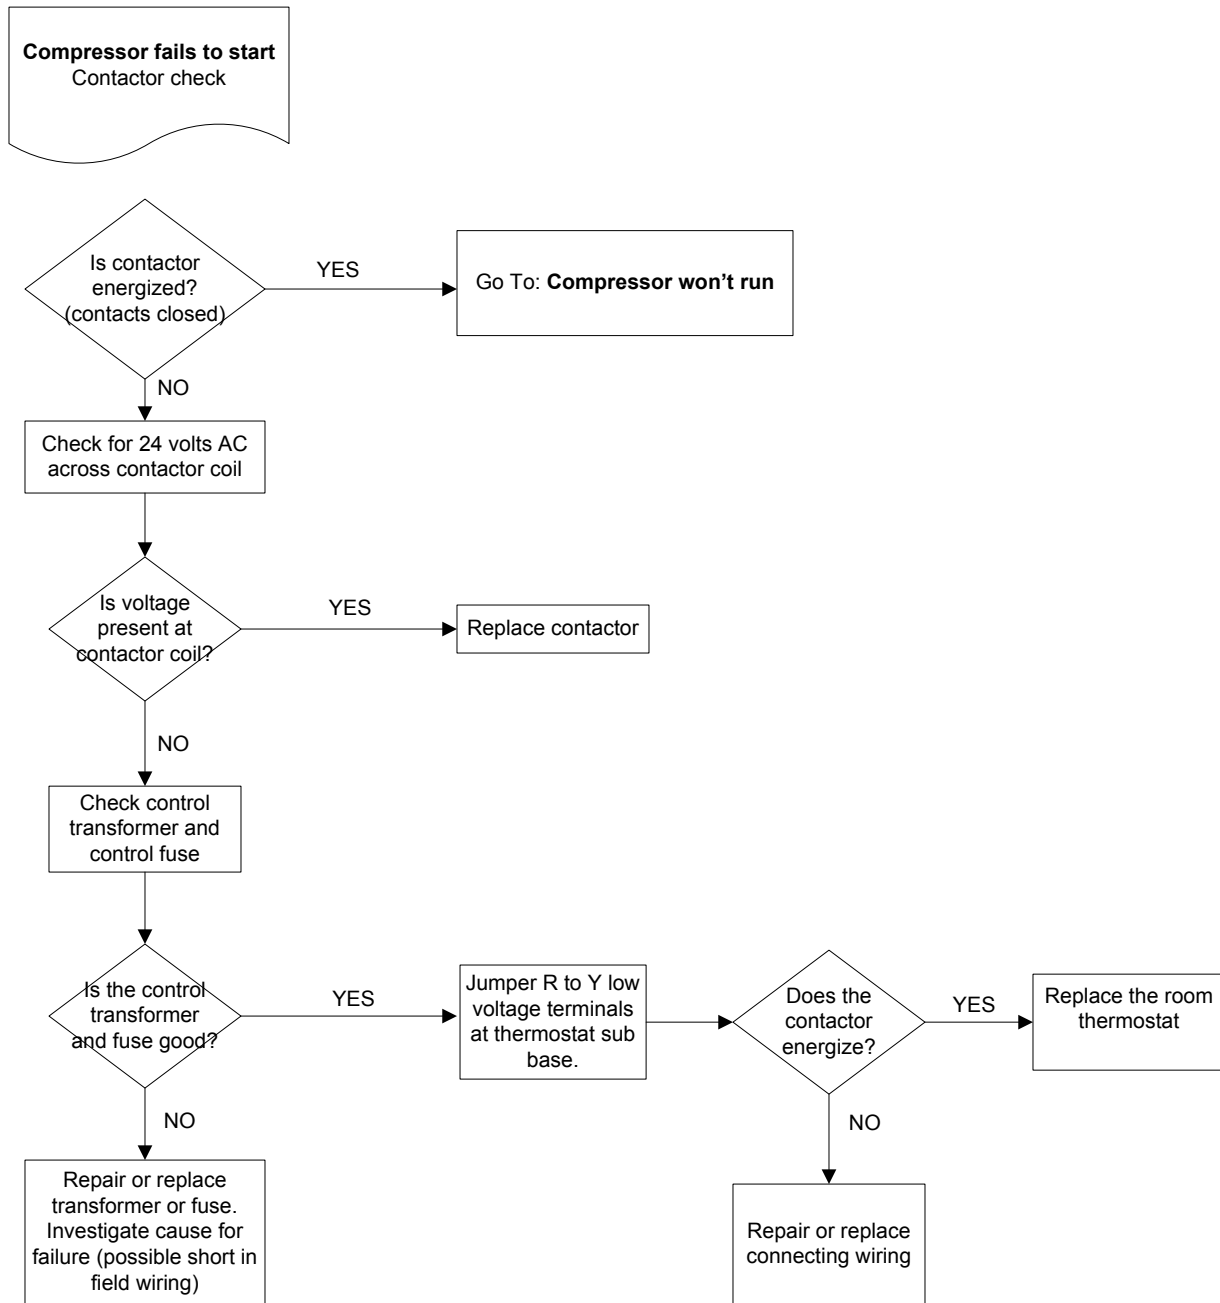 Compressor fails to start
Contactor check
Is contactor
energized?
(contacts closed)
YES
Go To: Compressor won't run
NO
Check for 24 volts AC
across contactor coil
Is voltage
present at
contactor coil?
YES
Replace contactor
NO
Check control
transformer and
control fuse
Is the control
transformer
and fuse good?
YES
Jumper R to Y low
voltage terminals
at thermostat sub
base.
Does the
contactor
energize?
YES
Replace the room
thermostat
NO
Repair or replace
transformer or fuse.
Investigate cause for
failure (possible short in
field wiring)
NO
Repair or replace
connecting wiring